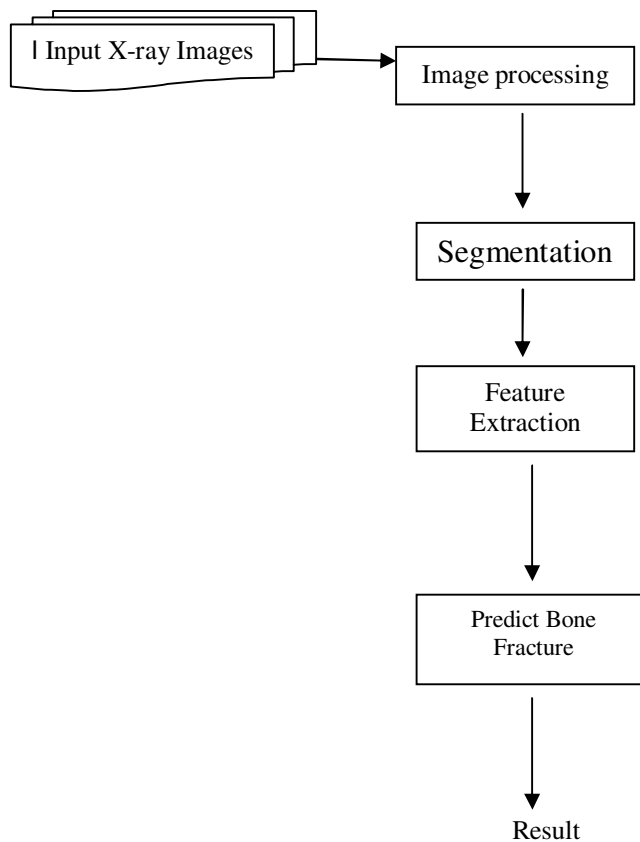 I Input X-ray Images
Image processing
Segmentation
Feature
Extraction
Predict Bone
Fracture
Result